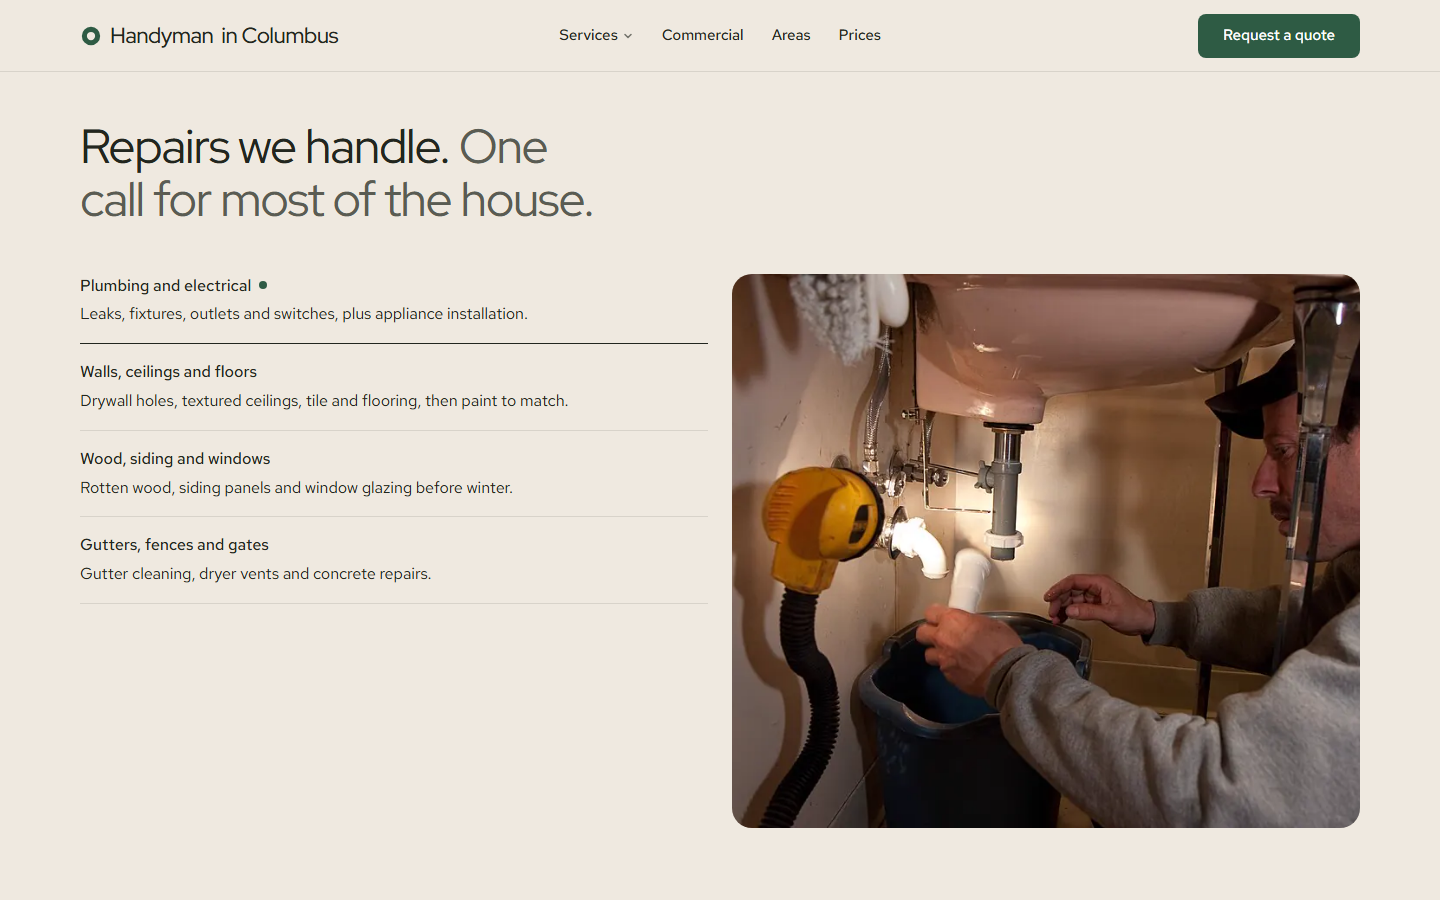 Handyman in Columbus
Services
Commercial
Areas
Prices
Request a quote
Repairs we handle. One
call for most of the house.
Plumbing and electrical
Leaks, fixtures, outlets and switches, plus appliance installation.
Walls, ceilings and floors
Drywall holes, textured ceilings, tile and flooring, then paint to match.
Wood, siding and windows
Rotten wood, siding panels and window glazing before winter.
Gutters, fences and gates
Gutter cleaning, dryer vents and concrete repairs.